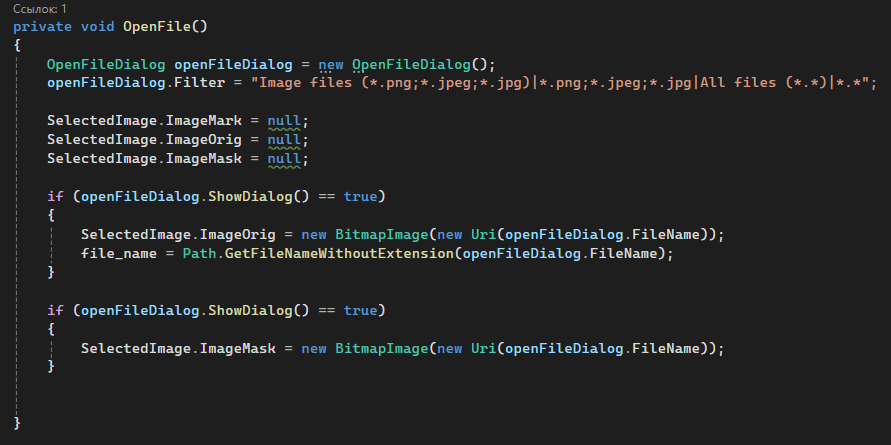 Ссылок: 1
private void OpenFile()
{
OpenFileDialog openFileDialog = new OpenFileDialog();
openFileDialog.Filter = "Image files (*.png;*.jpeg;*.jpg)|*.png;*.jpeg;*.jpg|All files (*.*)|*.*";
SelectedImage.ImageMark = null;
SelectedImage.ImageOrig = null;
SelectedImage.ImageMask = null;
if (openFileDialog.ShowDialog() == true)
{
SelectedImage.ImageOrig = new BitmapImage(new Uri(openFileDialog.FileName));
file_name = Path.GetFileNameWithoutExtension(openFileDialog.FileName);
}
if (openFileDialog.ShowDialog() == true)
{
SelectedImage.ImageMask = new BitmapImage(new Uri(openFileDialog.FileName));
}
}